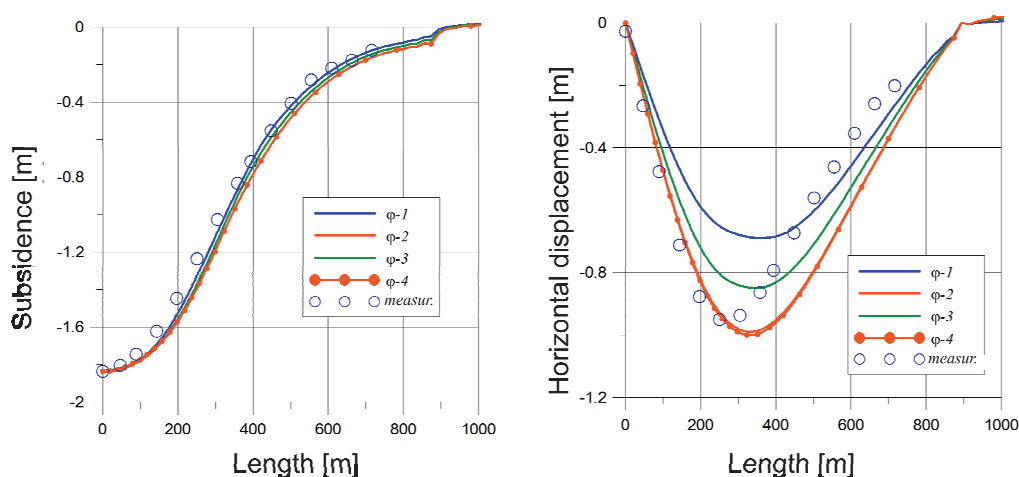 0
-0.4
-0.8
-1.2
-1.6
-2
Subsidence [m]
0
200
400
600
800
1000
Length [m]
φ-1
φ-2
φ-3
φ-4
measur.
0
-0.4
-0.8
-1.2
Horizontal displacement [m]
0
200
400
600
800
1000
Length [m]
φ-1
φ-2
φ-3
φ-4
measur.